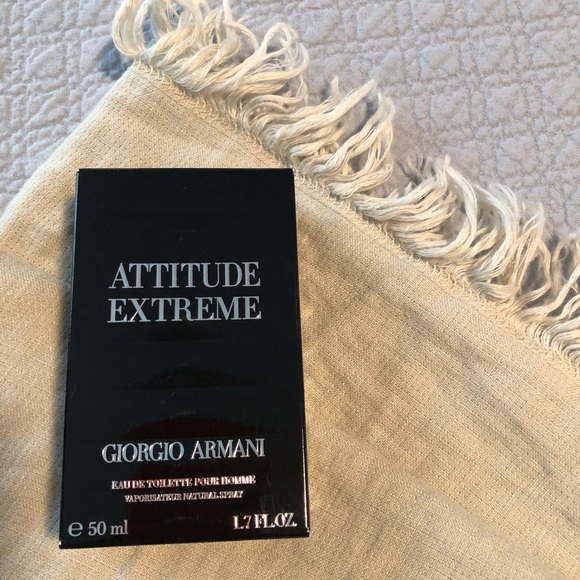 ATTITUDE
EXTREME
GIORGIO ARMANI
EAU DE TOILETTE POUR HOMME
VAPORISATEUR NATURAL SPRAY
℮ 50 ml 1.7 FL.OZ.